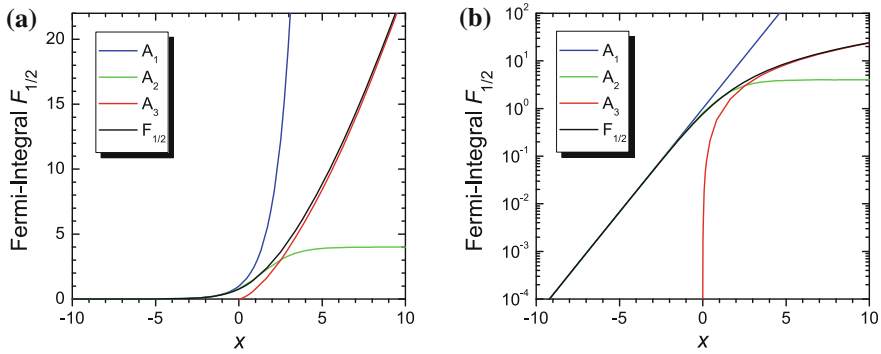 (a)
Fermi-Integral F1/2
20
15
10
5
0
A1
A2
A3
F1/2
-10 -5 0 5 10
x
(b)
Fermi-Integral F1/2
10^2
10^1
10^0
10^-1
10^-2
10^-3
10^-4
A1
A2
A3
F1/2
-10 -5 0 5 10
x